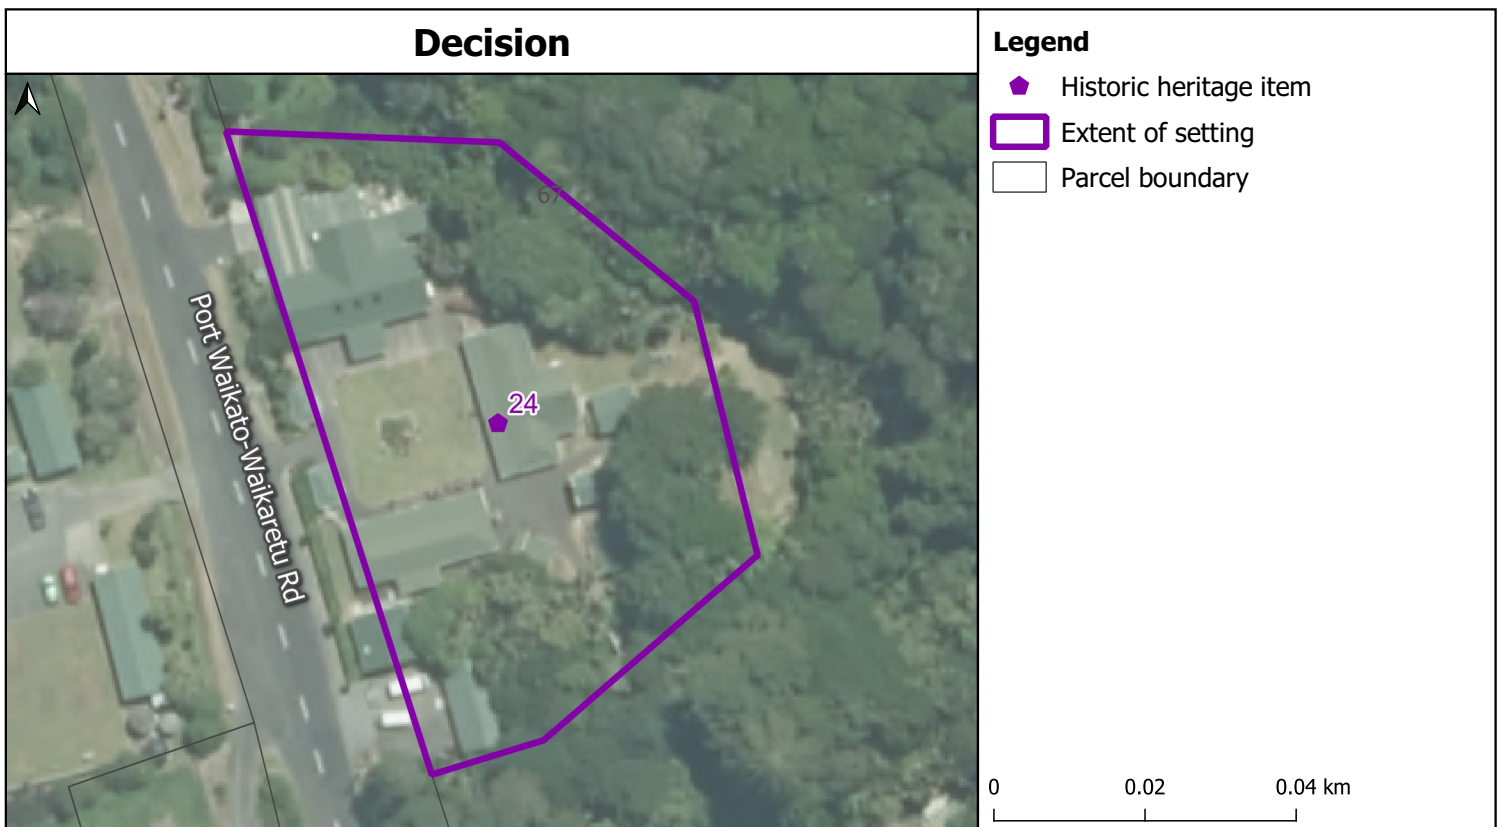 Decision
67
24
Port Waikato-Waikaretu Rd
Legend
Historic heritage item
Extent of setting
Parcel boundary
0 0.02 0.04 km